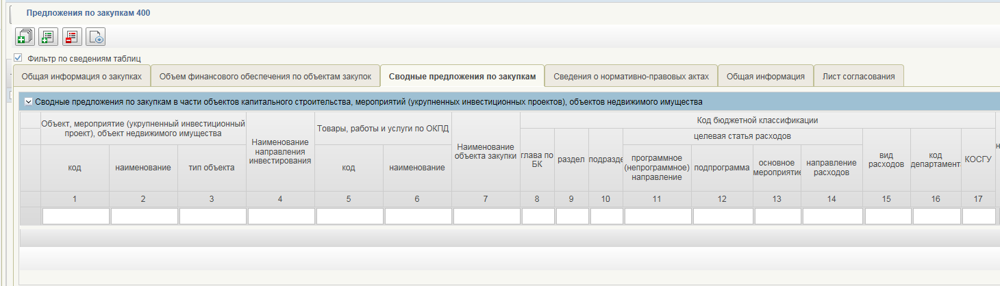 Предложения по закупкам 400
Фильтр по сведениям таблиц
Общая информация о закупках
Объем финансового обеспечения по объектам закупок
Сводные предложения по закупкам
Сведения о нормативно-правовых актах
Общая информация
Лист согласования
Сводные предложения по закупкам в части объектов капитального строительства, мероприятий (укрупненных инвестиционных проектов), объектов недвижимого имущества
Объект, мероприятие (укрупненный инвестиционный
проект), объект недвижимого имущества
Наименование
направления
инвестирования
Товары, работы и услуги по ОКПД
Наименование
объекта закупки
Код бюджетной классификации
целевая статья расходов
код
наименование
тип объекта
код
наименование
глава по
БК
раздел
подразде
программное
(непрограммное)
направление
подпрограмма
основное
мероприятие
направление
расходов
вид
расходов
код
департамент
КОСГУ
н
1
2
3
4
5
6
7
8
9
10
11
12
13
14
15
16
17